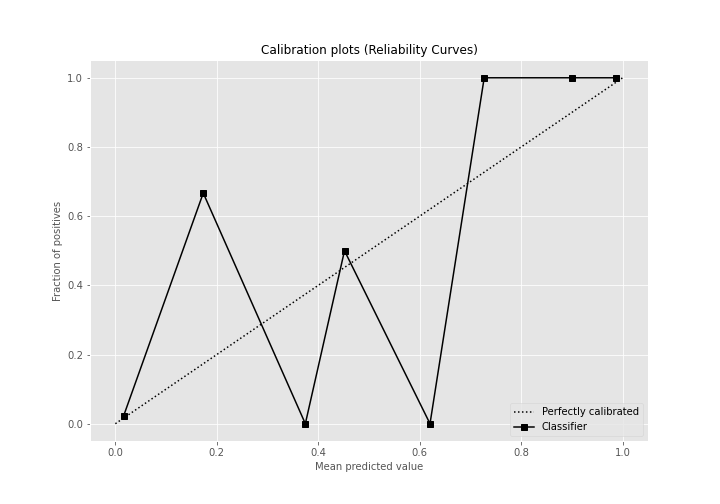 Calibration plots (Reliability Curves)
1.0
0.8
0.6
0.4
0.2
0.0
Fraction of positives
0.0 0.2 0.4 0.6 0.8 1.0
Mean predicted value
Perfectly calibrated
Classifier